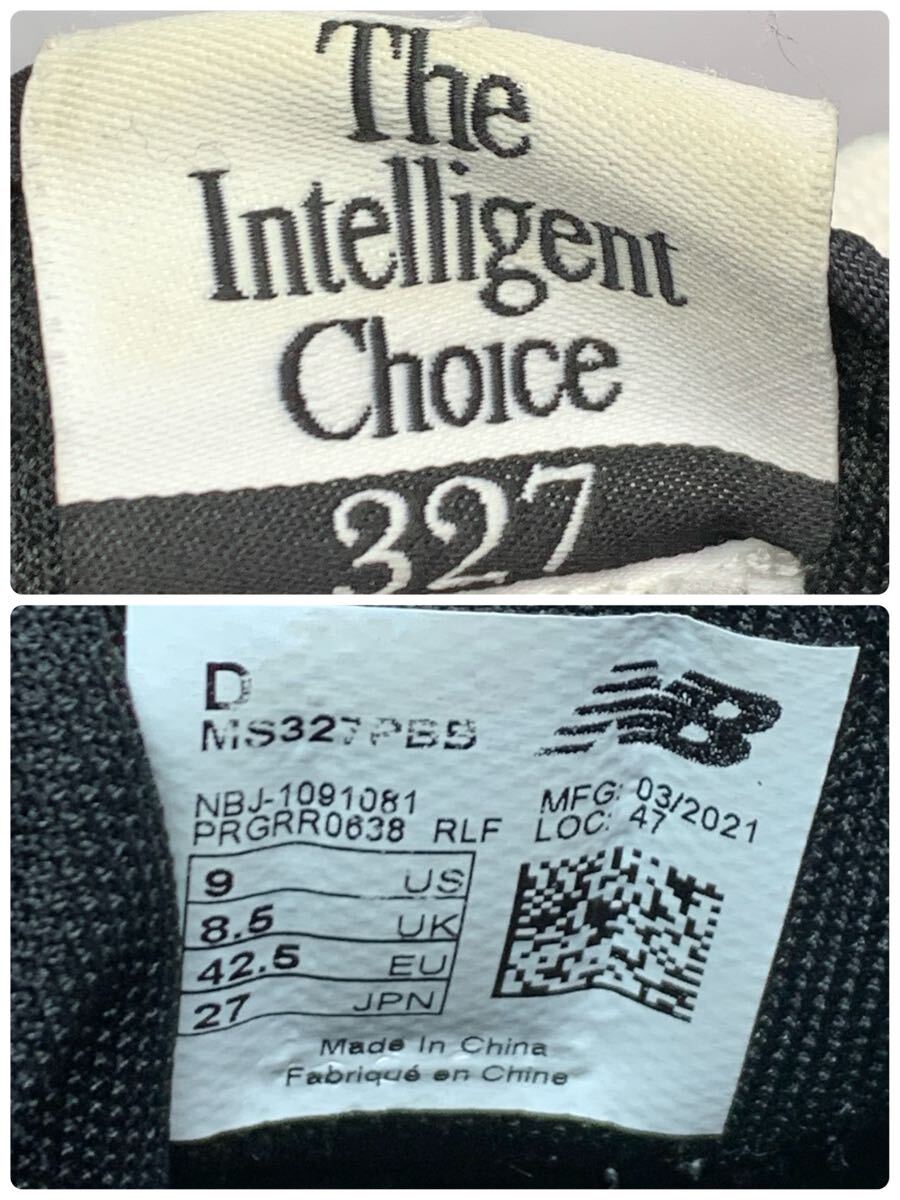 The
Intelligent
Choice
327
D
MS327PBB
NB
NBJ-1091081
PRGRR0638 RLF
MFG: 03/2021
LOC: 47
9 US
8.5 UK
42.5 EU
27 JPN
Made In China
Fabriqué en Chine